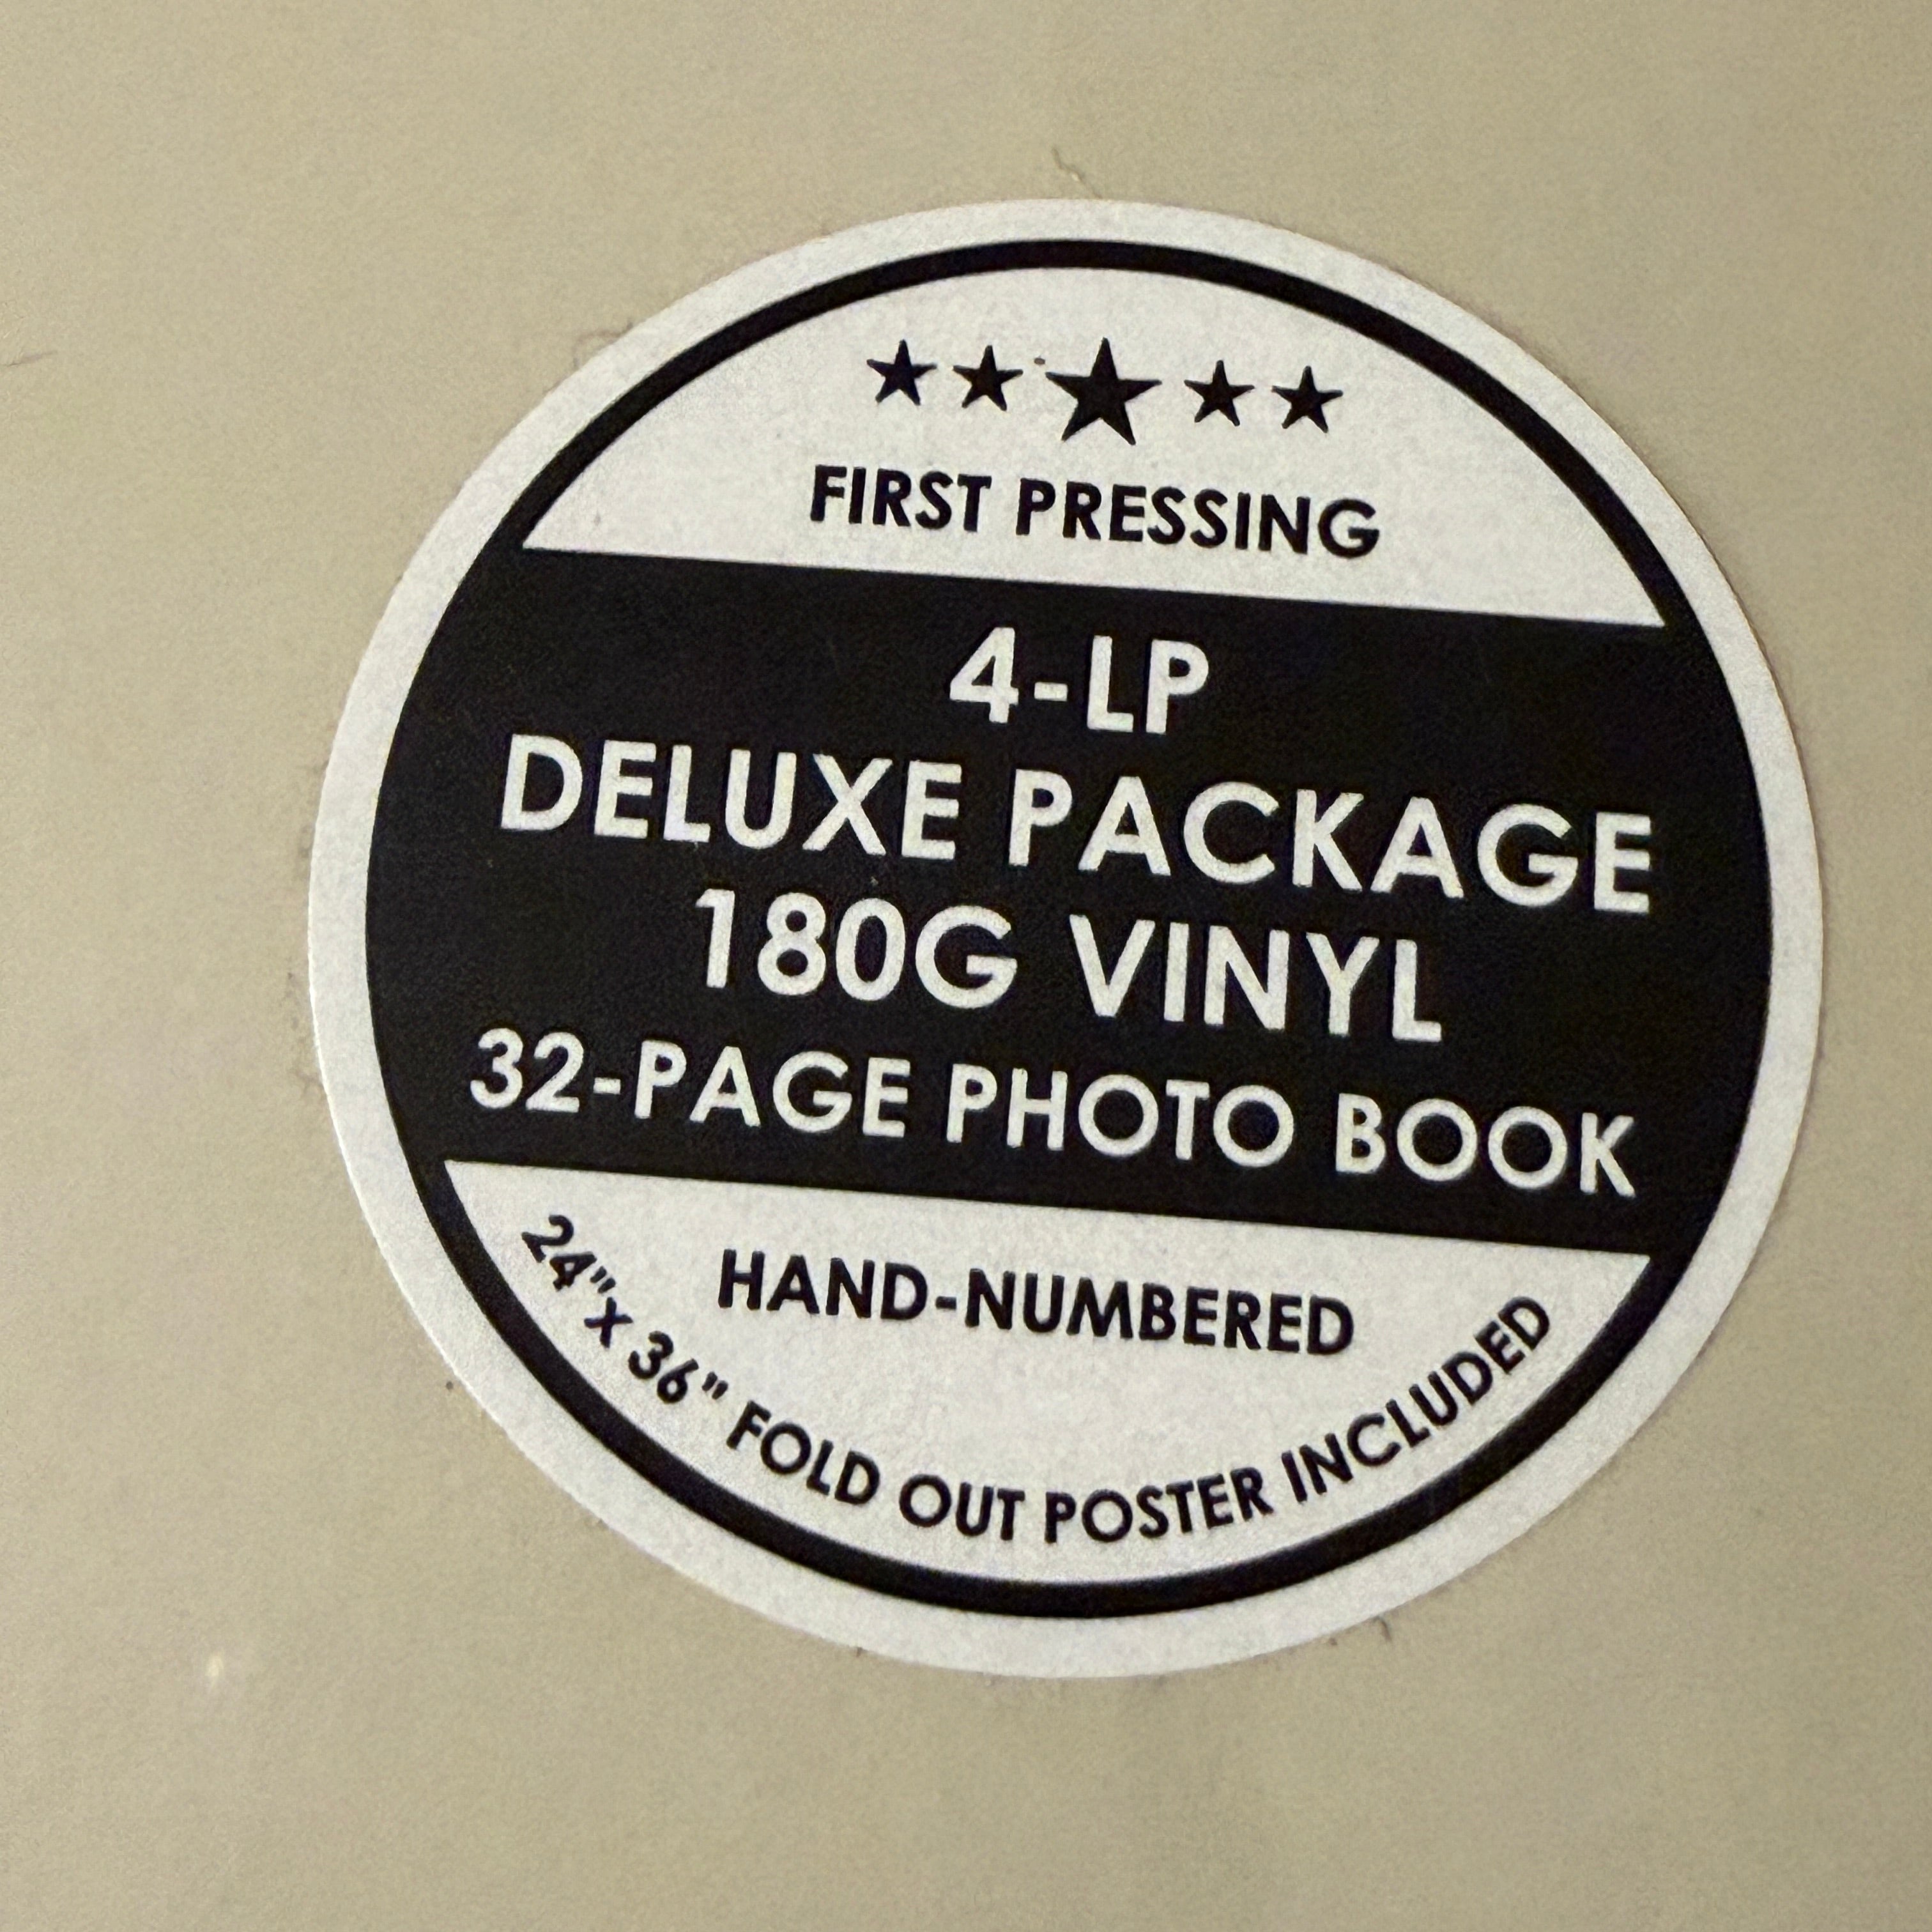 FIRST PRESSING
4-LP
DELUXE PACKAGE
180G VINYL
32-PAGE PHOTO BOOK
HAND-NUMBERED
24"x 36" FOLD OUT POSTER INCLUDED